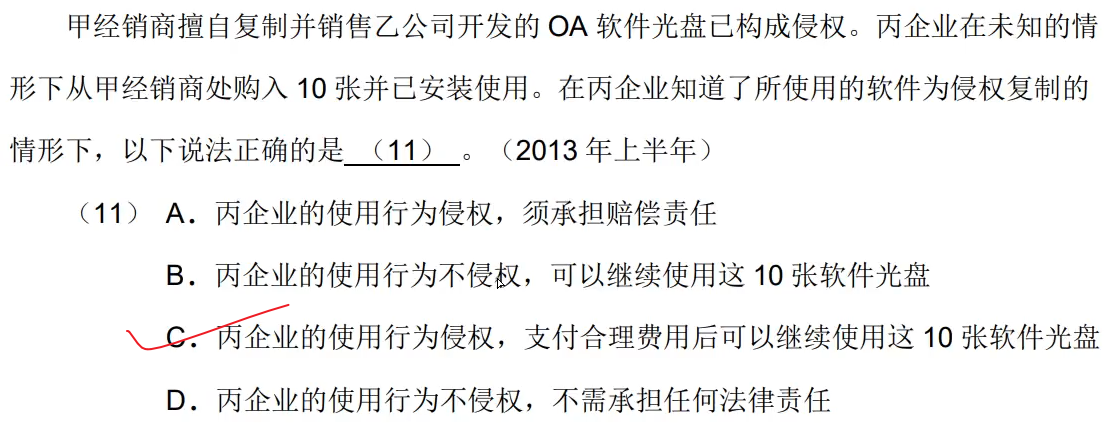 甲经销商擅自复制并销售乙公司开发的 OA 软件光盘已构成侵权。丙企业在未知的情
形下从甲经销商处购入 10 张并已安装使用。在丙企业知道了所使用的软件为侵权复制的
情形下，以下说法正确的是 （11） 。（2013 年上半年）
（11） A．丙企业的使用行为侵权，须承担赔偿责任
B．丙企业的使用行为不侵权，可以继续使用这 10 张软件光盘
C．丙企业的使用行为侵权，支付合理费用后可以继续使用这 10 张软件光盘
D．丙企业的使用行为不侵权，不需承担任何法律责任